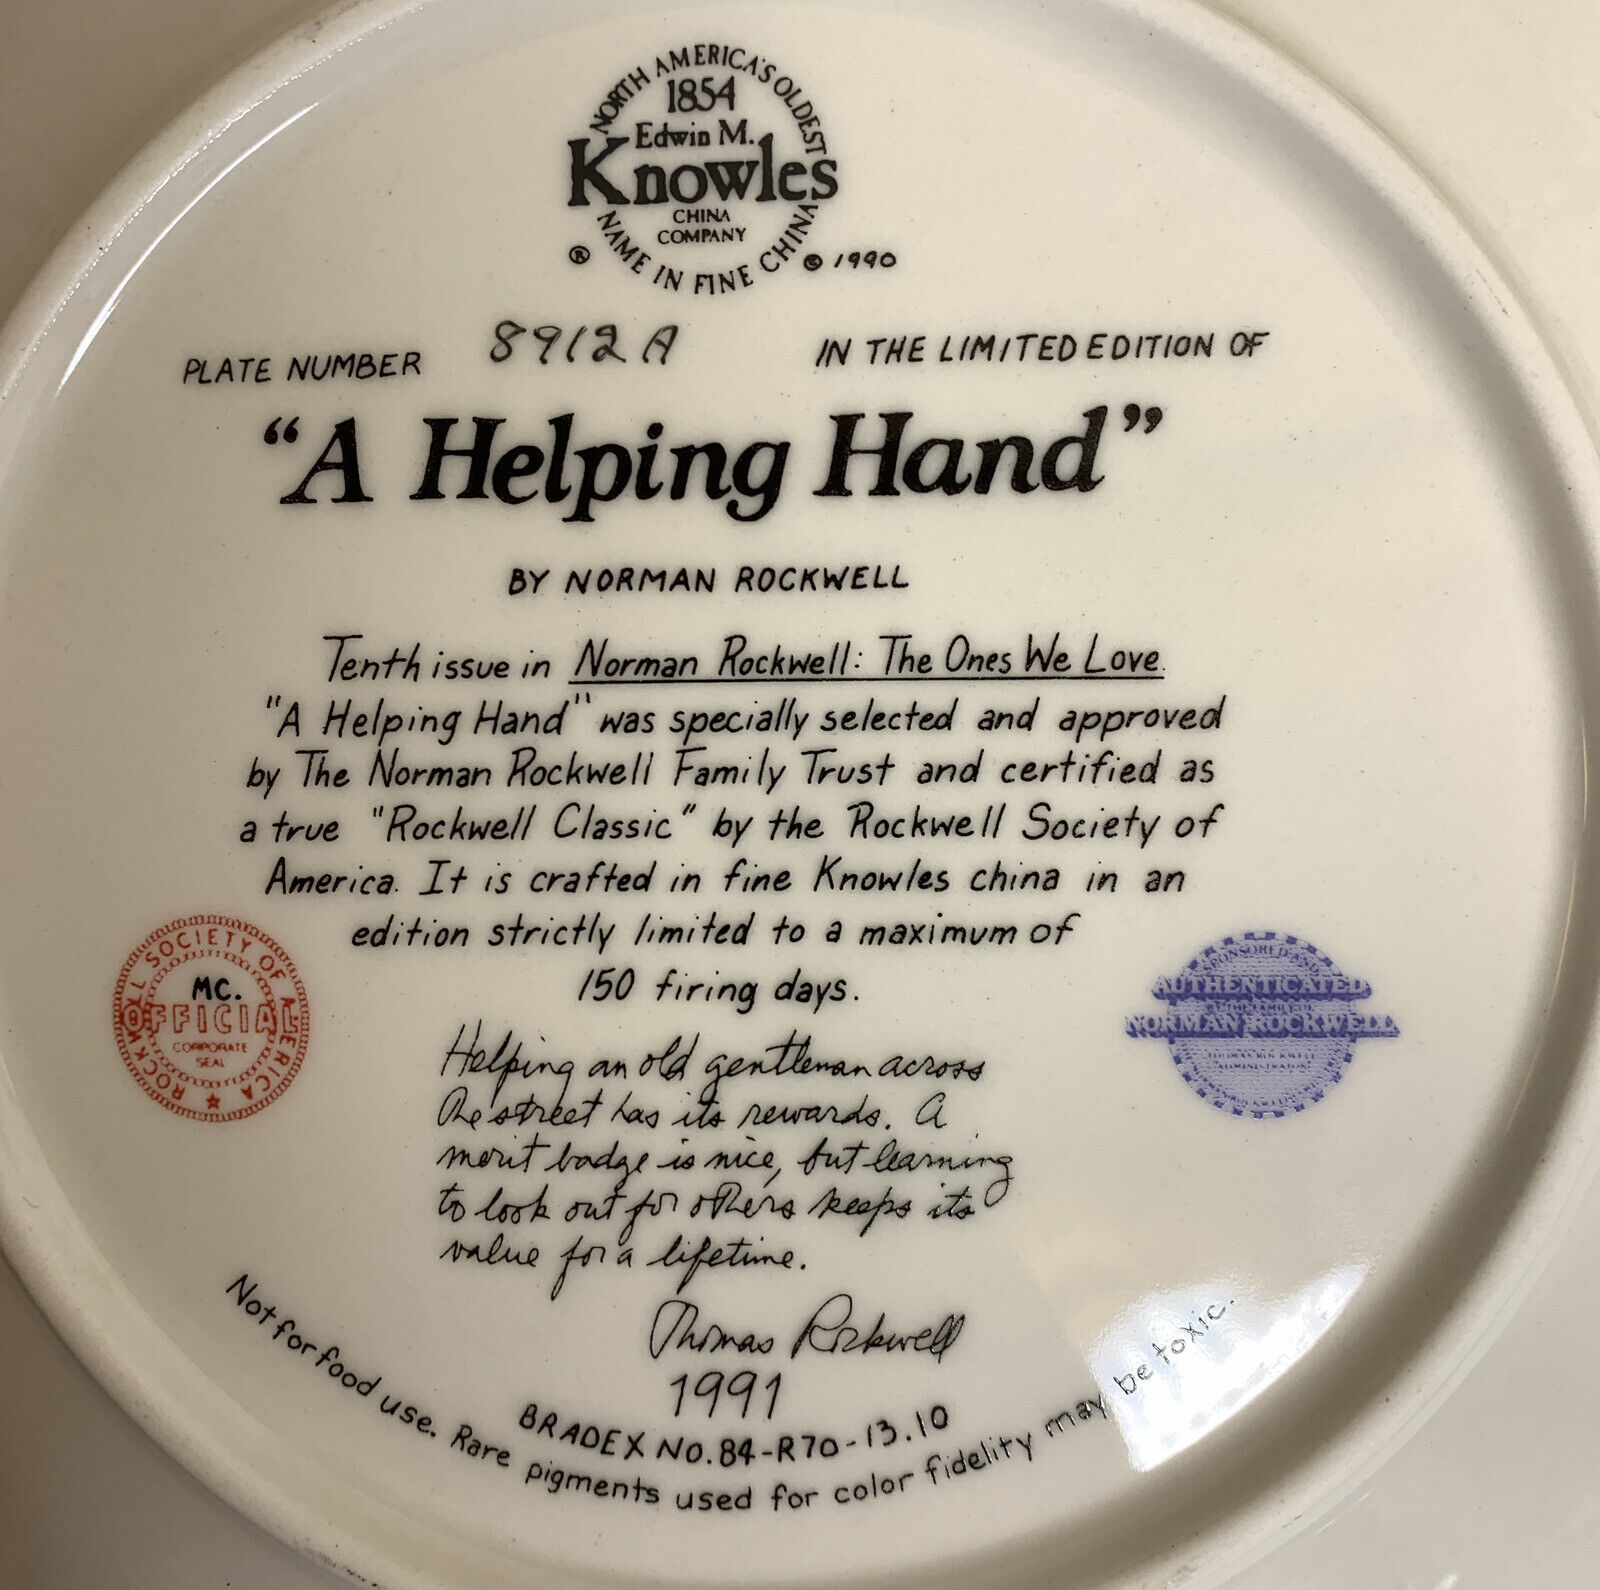 NORTH AMERICA'S OLDEST
1854
Edwin M.
Knowles
CHINA
COMPANY
NAME IN FINE CHINA
® © 1990
PLATE NUMBER 8912A IN THE LIMITED EDITION OF
“A Helping Hand”
BY NORMAN ROCKWELL
Tenth issue in Norman Rockwell: The Ones We Love.
"A Helping Hand" was specially selected and approved
by The Norman Rockwell Family Trust and certified as
a true "Rockwell Classic" by the Rockwell Society of
America. It is crafted in fine Knowles china in an
edition strictly limited to a maximum of
150 firing days.
ROCKWELL SOCIETY OF AMERICA
MC.
OFFICIAL
CORPORATE
SEAL
SPONSORED AND
AUTHENTICATED
NORMAN ROCKWELL
THOMAS ROCKWELL
ADMINISTRATOR
Helping an old gentleman across
the street has its rewards. A
merit badge is nice, but learning
to look out for others keeps its
value for a lifetime.
Thomas Rockwell
1991
BRADEX NO. 84-R70-13.10
Not for food use. Rare pigments used for color fidelity may be toxic.